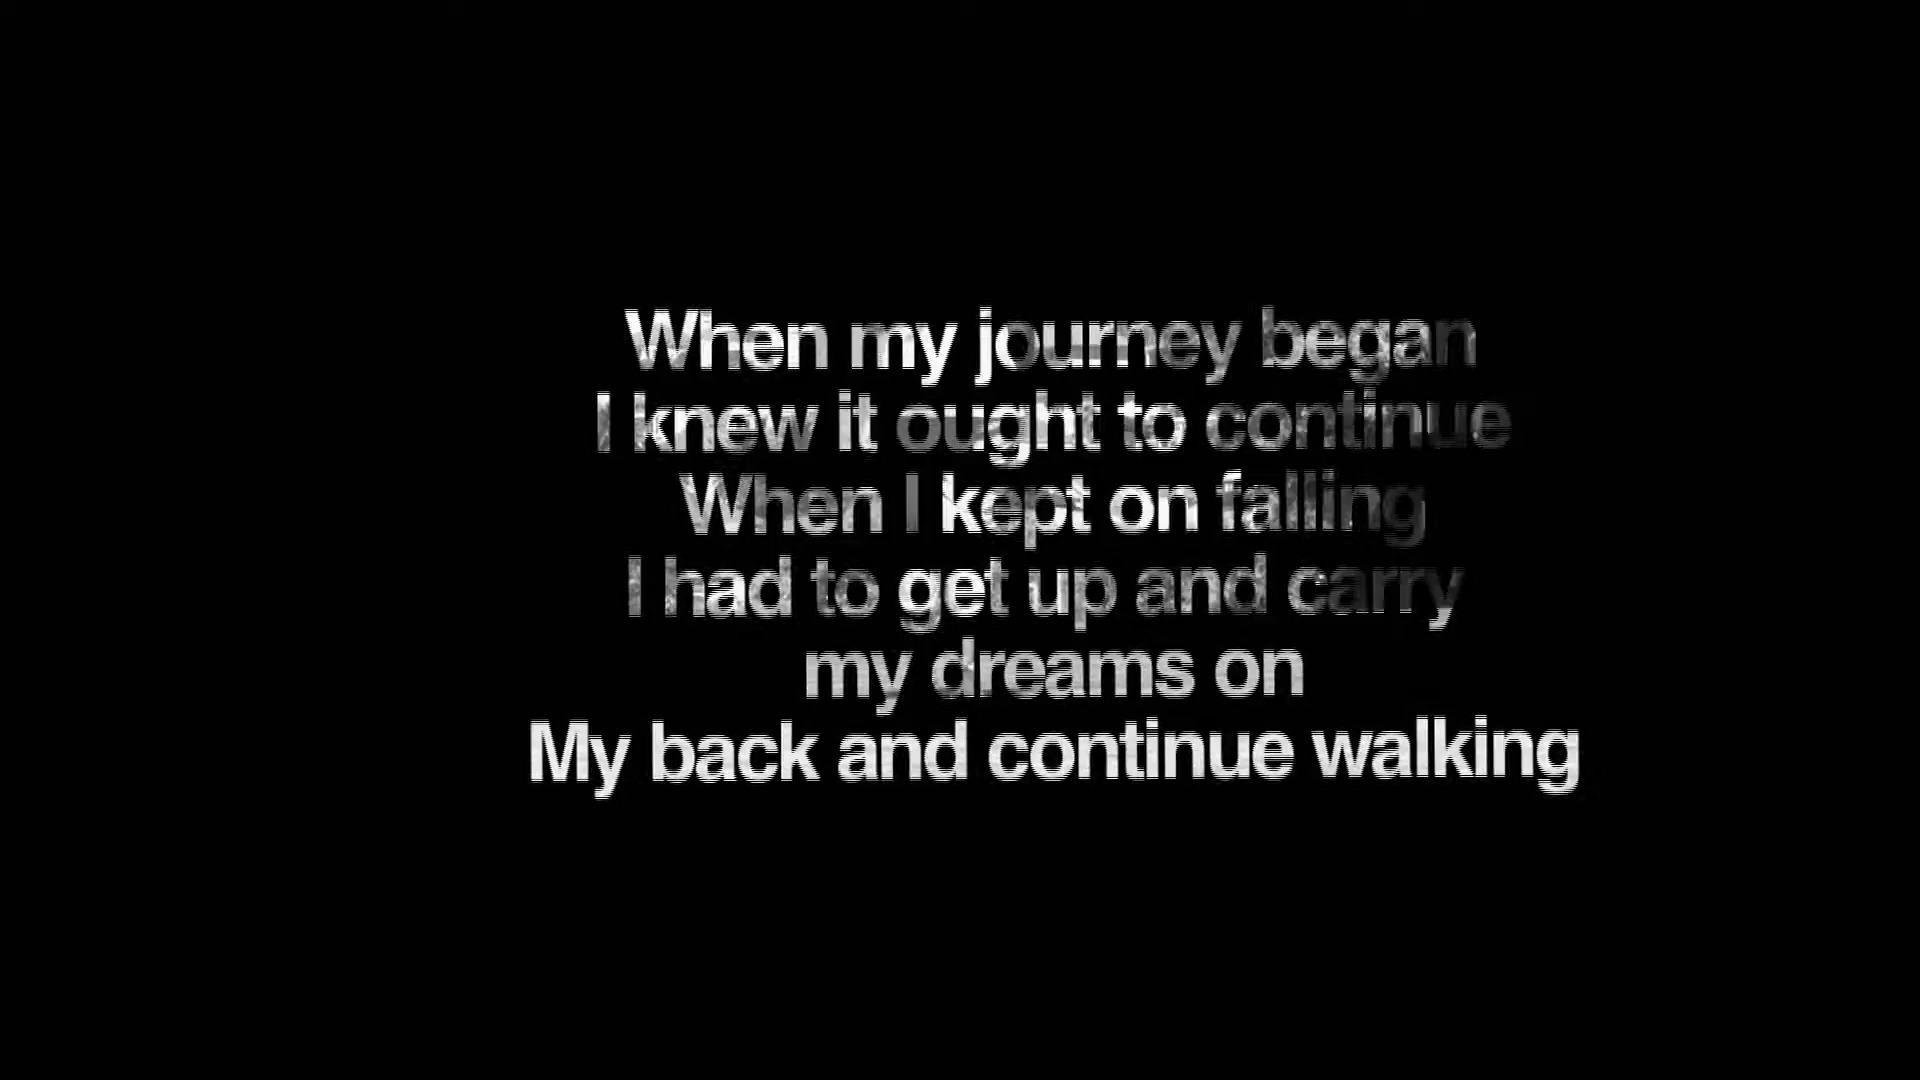 When my journey began
I knew it ought to continue
When I kept on falling
I had to get up and carry
my dreams on
My back and continue walking